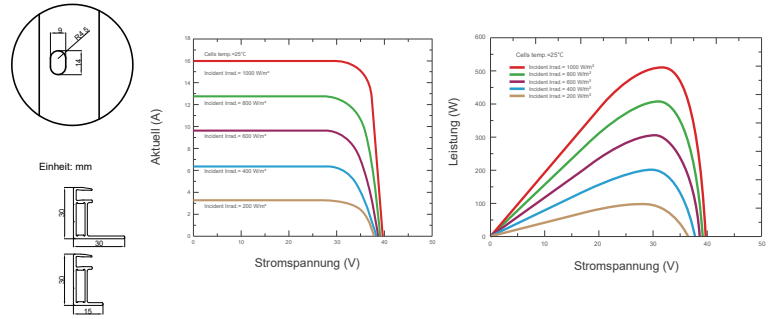 9
R4.5
14
Einheit: mm
30
30
30
15
Aktuell (A)
18
16
14
12
10
8
6
4
2
0
Cells temp.=25°C
Incident Irrad.= 1000 W/m²
Incident Irrad.= 800 W/m²
Incident Irrad.= 600 W/m²
Incident Irrad.= 400 W/m²
Incident Irrad.= 200 W/m²
0 10 20 30 40 50
Stromspannung (V)
Leistung (W)
600
500
400
300
200
100
0
Cells temp.=25°C
Incident Irrad.= 1000 W/m²
Incident Irrad.= 800 W/m²
Incident Irrad.= 600 W/m²
Incident Irrad.= 400 W/m²
Incident Irrad.= 200 W/m²
0 10 20 30 40 50
Stromspannung (V)